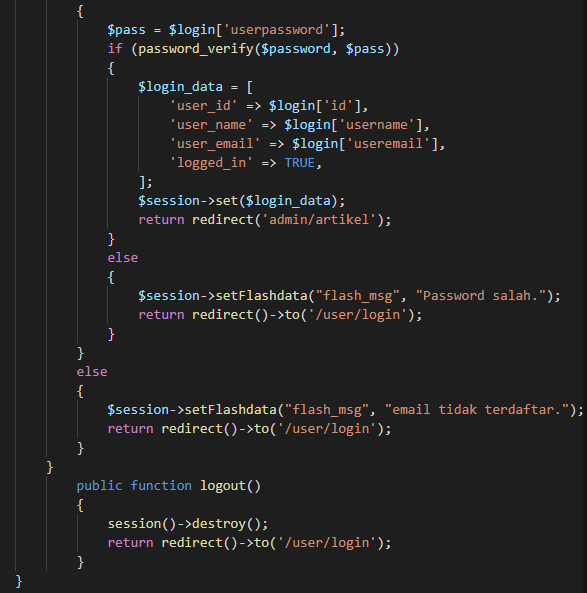 {
$pass = $login['userpassword'];
if (password_verify($password, $pass))
{
$login_data = [
'user_id' => $login['id'],
'user_name' => $login['username'],
'user_email' => $login['useremail'],
'logged_in' => TRUE,
];
$session->set($login_data);
return redirect('admin/artikel');
}
else
{
$session->setFlashdata("flash_msg", "Password salah.");
return redirect()->to('/user/login');
}
}
else
{
$session->setFlashdata("flash_msg", "email tidak terdaftar.");
return redirect()->to('/user/login');
}
}
public function logout()
{
session()->destroy();
return redirect()->to('/user/login');
}
}